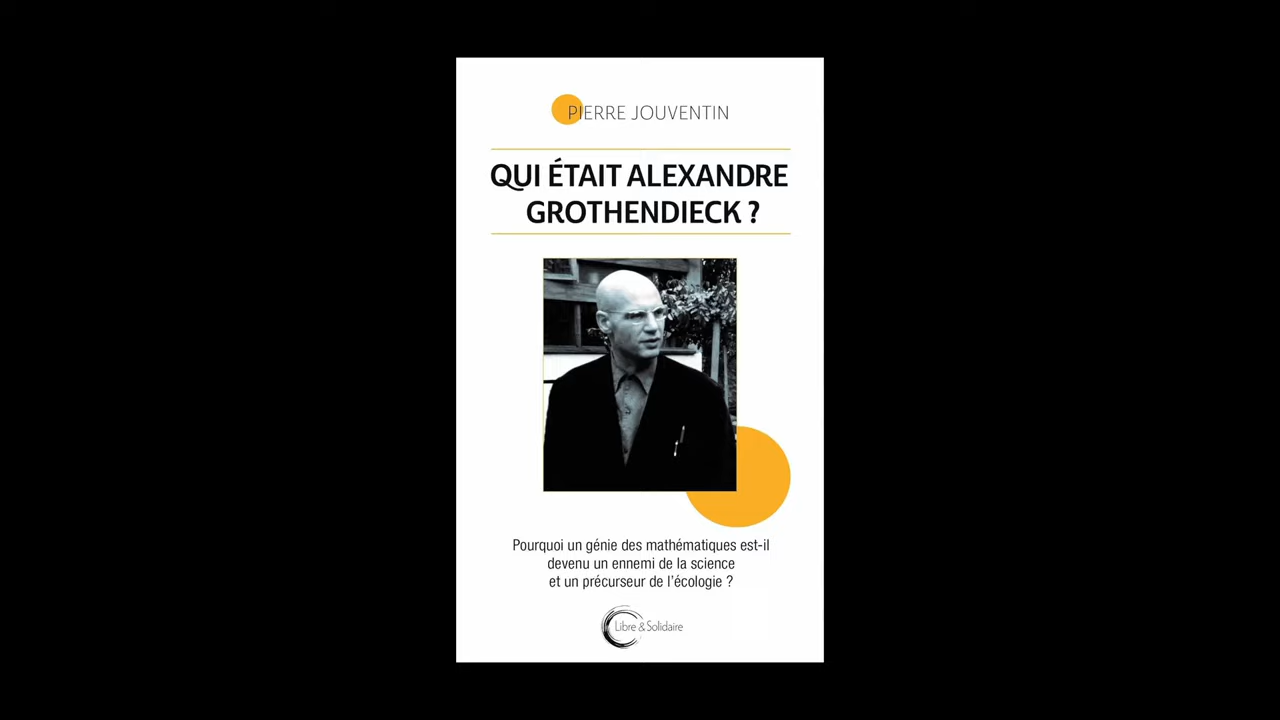 PIERRE JOUVENTIN
QUI ÉTAIT ALEXANDRE
GROTHENDIECK ?
Pourquoi un génie des mathématiques est-il
devenu un ennemi de la science
et un précurseur de l'écologie ?
Libre & Solidaire